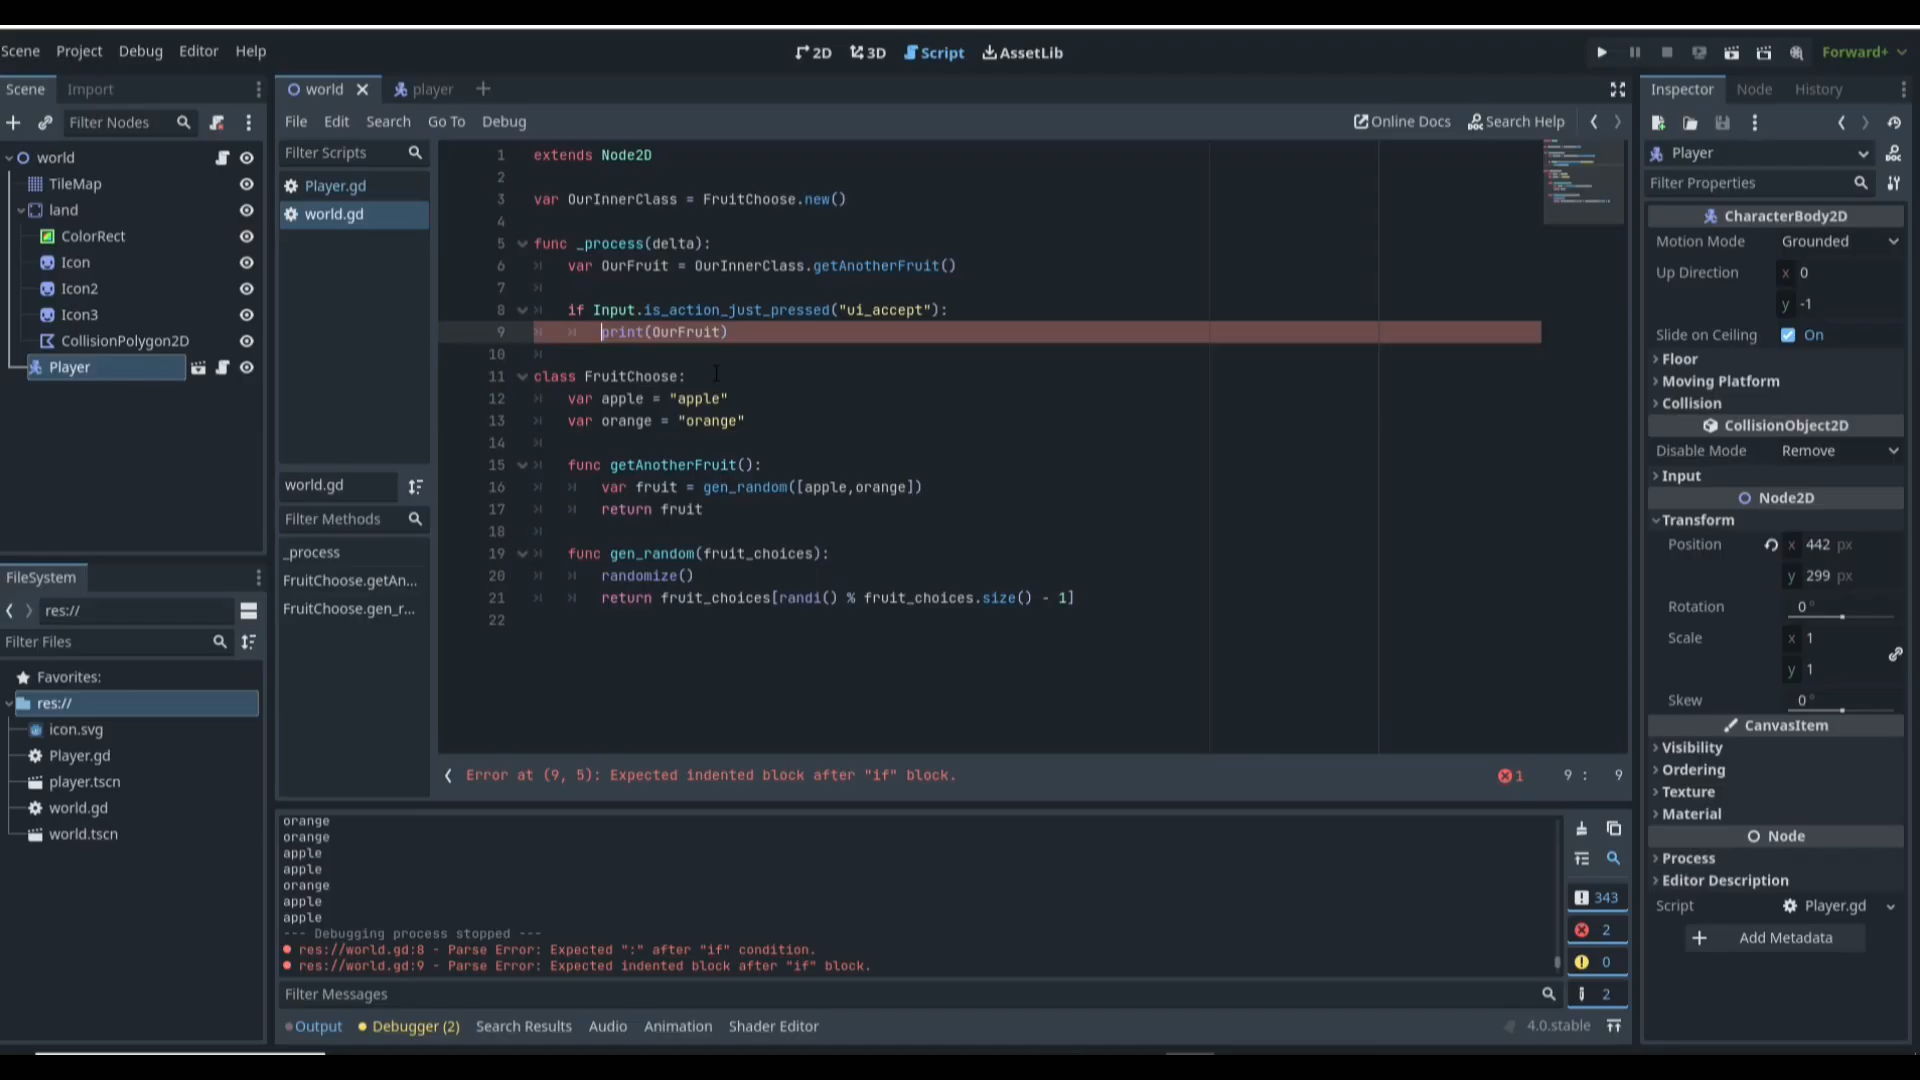 Scene Project Debug Editor Help
2D 3D Script AssetLib
Forward+
Scene Import
Filter Nodes
world
TileMap
land
ColorRect
Icon
Icon2
Icon3
CollisionPolygon2D
Player
FileSystem
res://
Filter Files
Favorites:
res://
icon.svg
Player.gd
player.tscn
world.gd
world.tscn
world player
File Edit Search Go To Debug
Online Docs Search Help
Filter Scripts
Player.gd
world.gd
world.gd
Filter Methods
_process
FruitChoose.getAn...
FruitChoose.gen_r...
1 extends Node2D
2
3 var OurInnerClass = FruitChoose.new()
4
5 func _process(delta):
6 var OurFruit = OurInnerClass.getAnotherFruit()
7
8 if Input.is_action_just_pressed("ui_accept"):
9 print(OurFruit)
10
11 class FruitChoose:
12 var apple = "apple"
13 var orange = "orange"
14
15 func getAnotherFruit():
16 var fruit = gen_random([apple,orange])
17 return fruit
18
19 func gen_random(fruit_choices):
20 randomize()
21 return fruit_choices[randi() % fruit_choices.size() - 1]
22
Error at (9, 5): Expected indented block after "if" block.
1 9 : 9
orange
orange
apple
apple
orange
apple
apple
--- Debugging process stopped ---
res://world.gd:8 - Parse Error: Expected ":" after "if" condition.
res://world.gd:9 - Parse Error: Expected indented block after "if" block.
343
2
0
2
Filter Messages
Output Debugger (2) Search Results Audio Animation Shader Editor
4.0.stable
Inspector Node History
Player
Filter Properties
CharacterBody2D
Motion Mode Grounded
Up Direction x 0
y -1
Slide on Ceiling On
Floor
Moving Platform
Collision
CollisionObject2D
Disable Mode Remove
Input
Node2D
Transform
Position x 442 px
y 299 px
Rotation 0 °
Scale x 1
y 1
Skew 0 °
CanvasItem
Visibility
Ordering
Texture
Material
Node
Process
Editor Description
Script Player.gd
Add Metadata